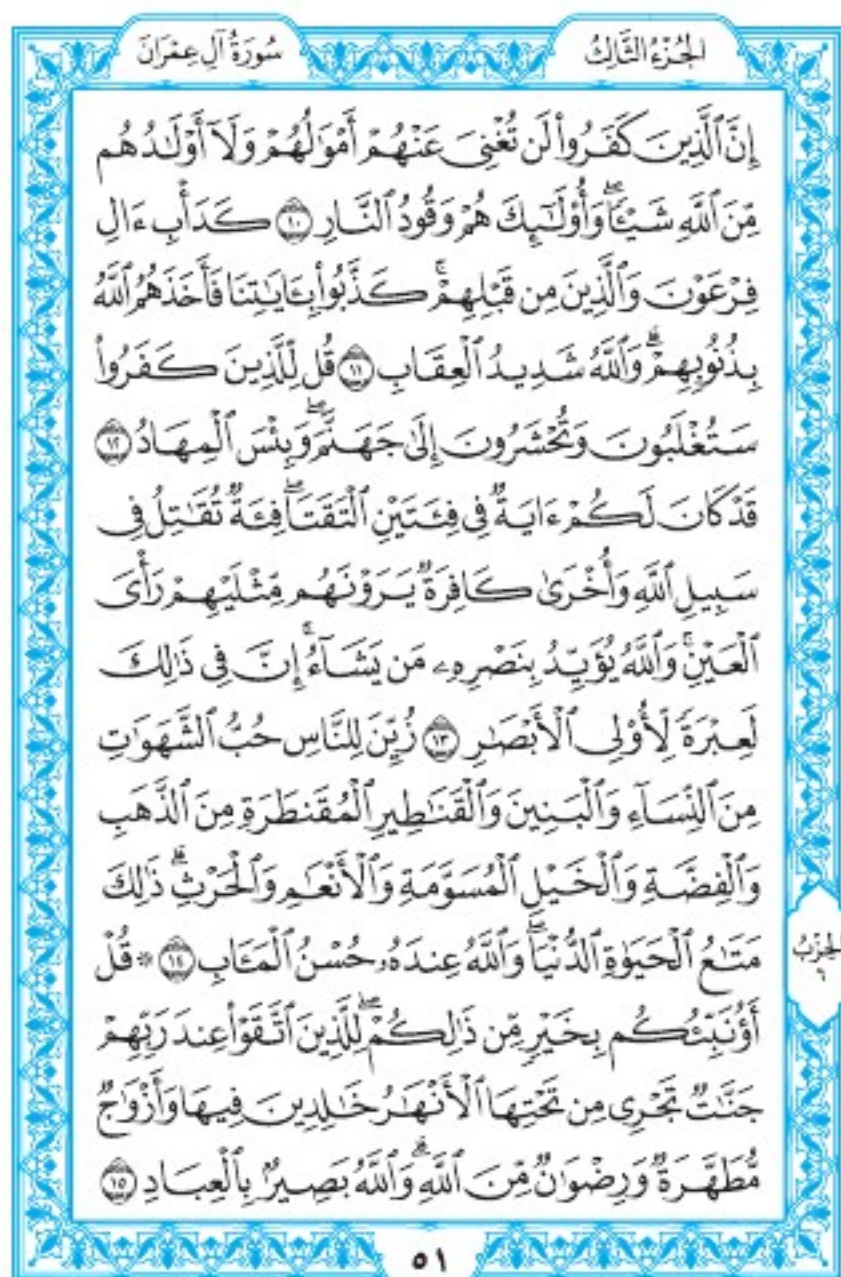 الجُزْءُ الثَّالِثُ
سُورَةُ آلِ عِمْرَانَ
إِنَّ ٱلَّذِينَ كَفَرُواْ لَن تُغْنِيَ عَنْهُمْ أَمْوَٰلُهُمْ وَلَآ أَوْلَٰدُهُم
مِّنَ ٱللَّهِ شَيْـًٔاۖ وَأُوْلَٰٓئِكَ هُمْ وَقُودُ ٱلنَّارِ ١٠ كَدَأْبِ ءَالِ
فِرْعَوْنَ وَٱلَّذِينَ مِن قَبْلِهِمْۚ كَذَّبُواْ بِـَٔايَٰتِنَا فَأَخَذَهُمُ ٱللَّهُ
بِذُنُوبِهِمْۗ وَٱللَّهُ شَدِيدُ ٱلْعِقَابِ ١١ قُل لِّلَّذِينَ كَفَرُواْ
سَتُغْلَبُونَ وَتُحْشَرُونَ إِلَىٰ جَهَنَّمَۖ وَبِئْسَ ٱلْمِهَادُ ١٢
قَدْ كَانَ لَكُمْ ءَايَةٌ فِي فِئَتَيْنِ ٱلْتَقَتَاۖ فِئَةٌ تُقَٰتِلُ فِي
سَبِيلِ ٱللَّهِ وَأُخْرَىٰ كَافِرَةٌ يَرَوْنَهُم مِّثْلَيْهِمْ رَأْيَ
ٱلْعَيْنِۚ وَٱللَّهُ يُؤَيِّدُ بِنَصْرِهِۦ مَن يَشَآءُۚ إِنَّ فِي ذَٰلِكَ
لَعِبْرَةً لِّأُوْلِي ٱلْأَبْصَٰرِ ١٣ زُيِّنَ لِلنَّاسِ حُبُّ ٱلشَّهَوَٰتِ
مِنَ ٱلنِّسَآءِ وَٱلْبَنِينَ وَٱلْقَنَٰطِيرِ ٱلْمُقَنطَرَةِ مِنَ ٱلذَّهَبِ
وَٱلْفِضَّةِ وَٱلْخَيْلِ ٱلْمُسَوَّمَةِ وَٱلْأَنْعَٰمِ وَٱلْحَرْثِۗ ذَٰلِكَ
مَتَٰعُ ٱلْحَيَوٰةِ ٱلدُّنْيَاۖ وَٱللَّهُ عِندَهُۥ حُسْنُ ٱلْمَـَٔابِ ١٤ ۞ قُلْ
أَؤُنَبِّئُكُم بِخَيْرٍ مِّن ذَٰلِكُمْۖ لِلَّذِينَ ٱتَّقَوْاْ عِندَ رَبِّهِمْ
جَنَّٰتٌ تَجْرِي مِن تَحْتِهَا ٱلْأَنْهَٰرُ خَٰلِدِينَ فِيهَا وَأَزْوَٰجٌ
مُّطَهَّرَةٌ وَرِضْوَٰنٌ مِّنَ ٱللَّهِۗ وَٱللَّهُ بَصِيرٌۢ بِٱلْعِبَادِ ١٥
الحِزْبُ
٦
٥١